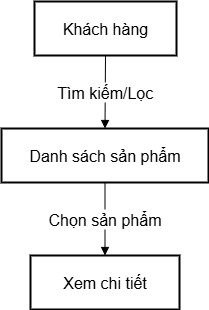 Khách hàng
Tìm kiếm/Lọc
Danh sách sản phẩm
Chọn sản phẩm
Xem chi tiết